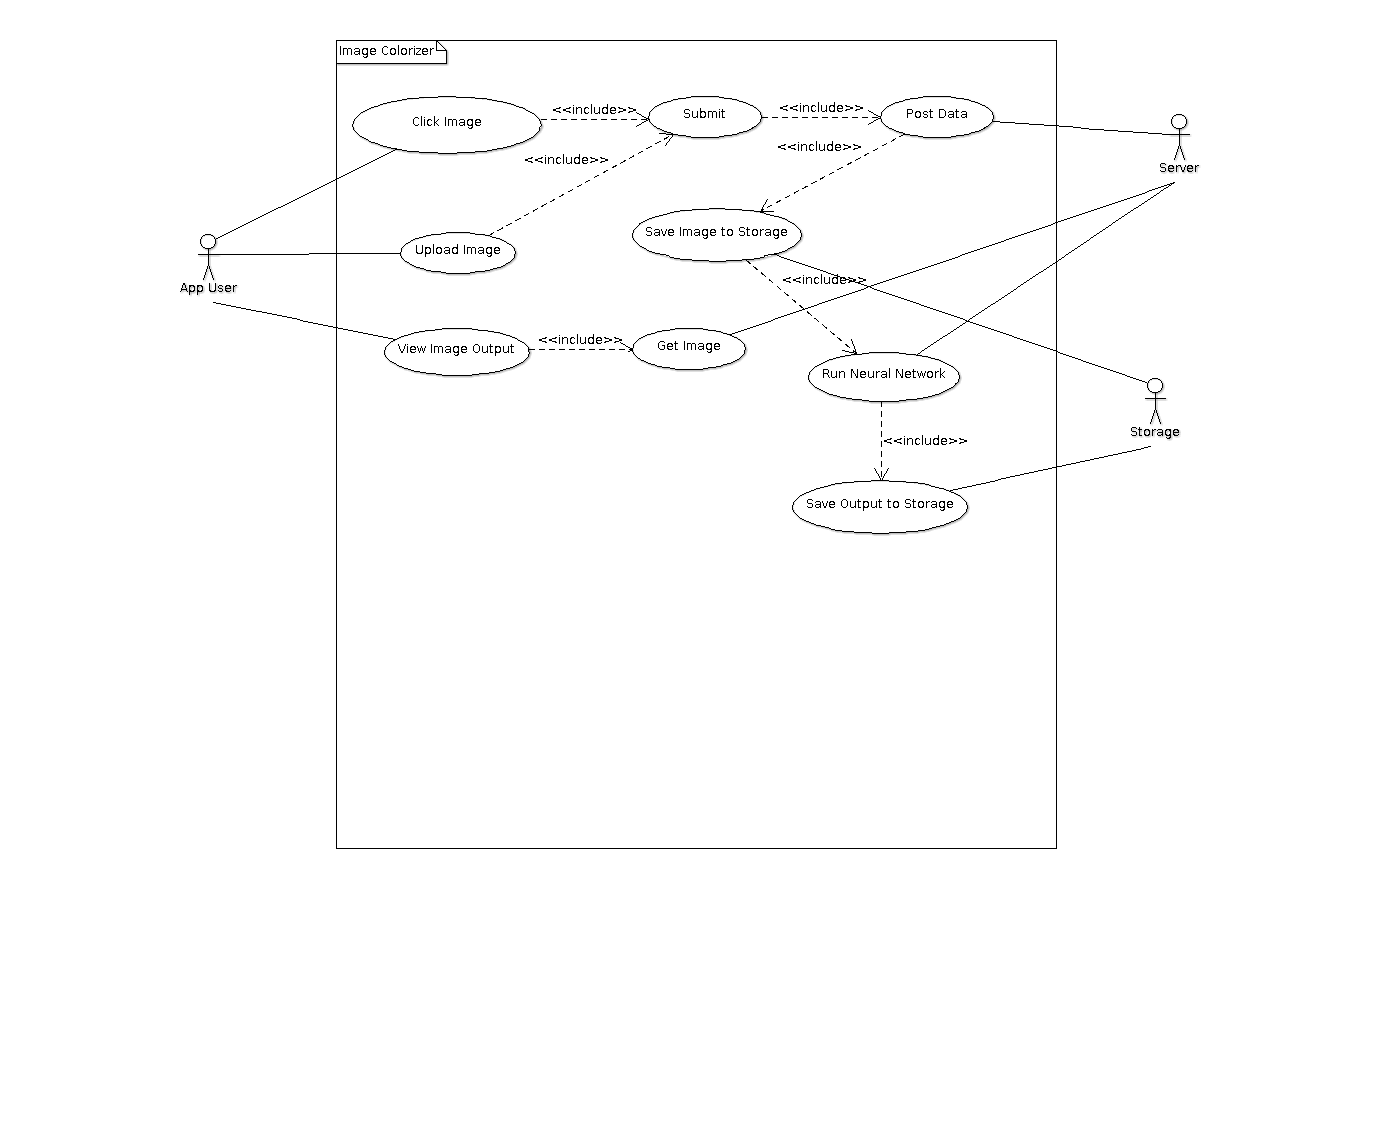 Image Colorizer
Click Image
<<include>>
Submit
<<include>>
Post Data
<<include>>
<<include>>
Server
Save Image to Storage
Upload Image
<<include>>
App User
View Image Output
<<include>>
Get Image
Run Neural Network
Storage
<<include>>
Save Output to Storage